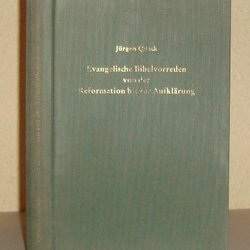 Jürgen Quack
Evangelische Bibelvorreden
von der
Reformation bis zur Aufklärung